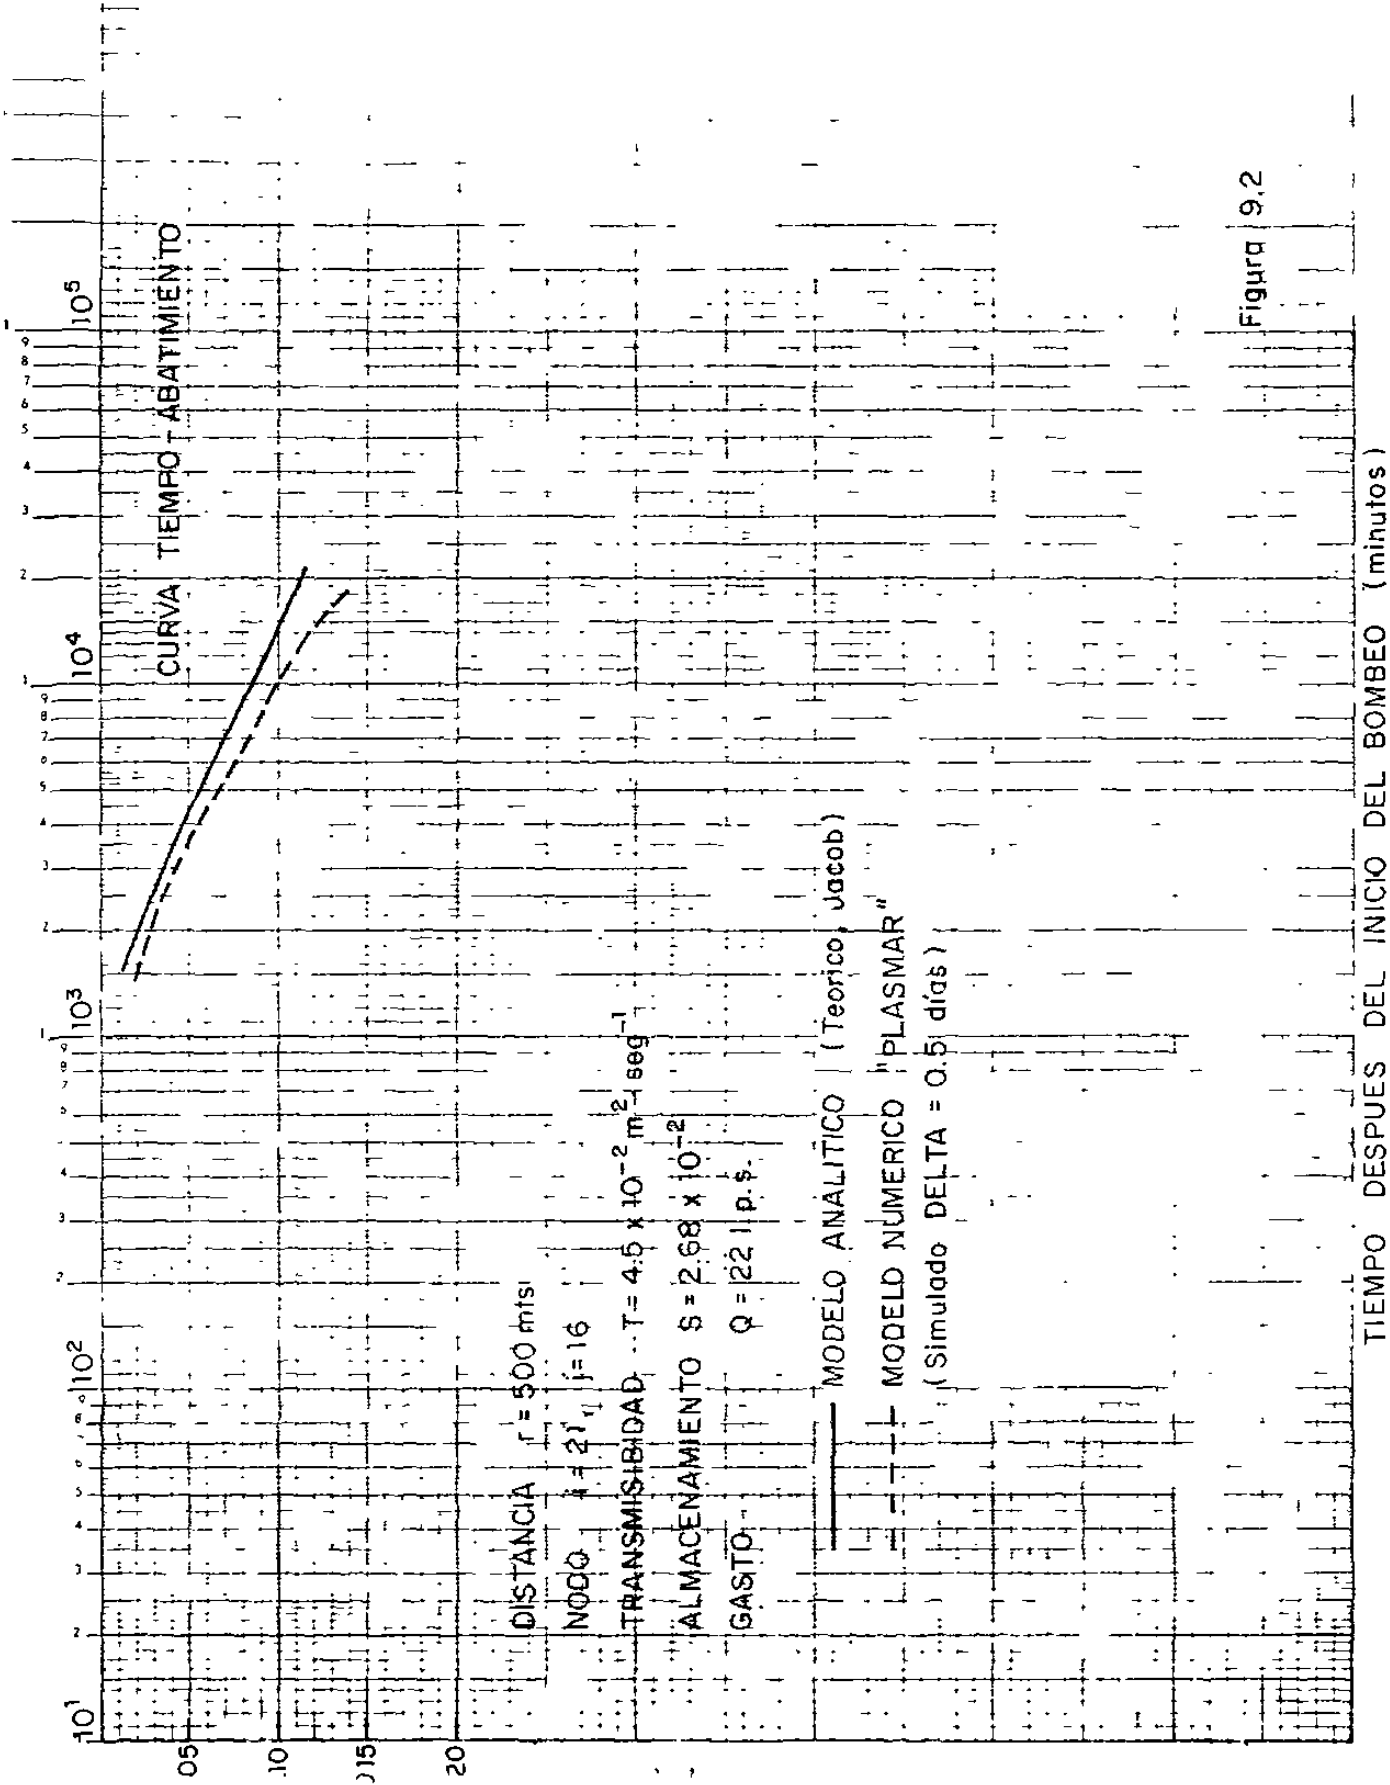 10¹ 10² 10³ 10⁴ 10⁵
CURVA TIEMPO-ABATIMIENTO
.05
.10
.15
.20
DISTANCIA r = 500 mts
NODO i = 21, j = 16
TRANSMISIBIDAD T = 4.5 x 10⁻² m² / seg⁻¹
ALMACENAMIENTO S = 2.68 x 10⁻²
GASTO Q = 22 l.p.s.
MODELO ANALITICO (Teorico, Jacob)
MODELO NUMERICO "PLASMAR"
(Simulado DELTA = 0.5 días)
Figura 9.2
TIEMPO DESPUES DEL INICIO DEL BOMBEO (minutos)